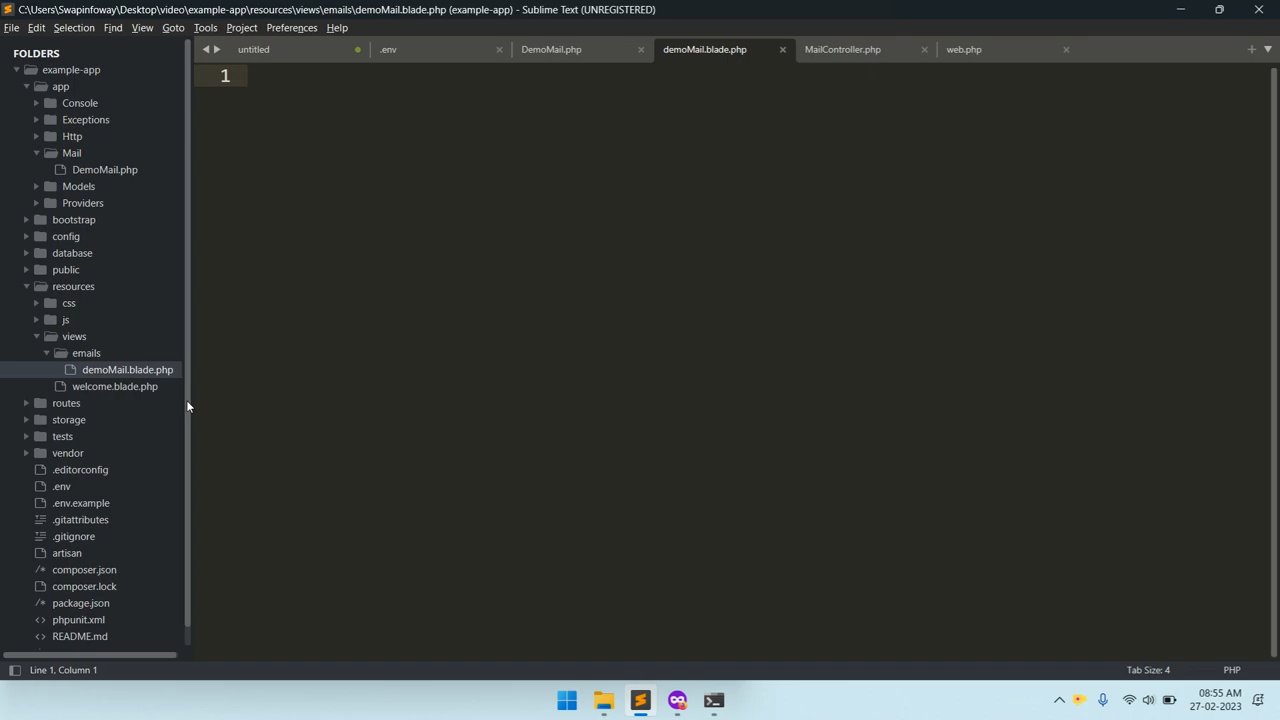 C:\Users\Swapinfoway\Desktop\video\example-app\resources\views\emails\demoMail.blade.php (example-app) - Sublime Text (UNREGISTERED)
File Edit Selection Find View Goto Tools Project Preferences Help
FOLDERS
untitled .env DemoMail.php demoMail.blade.php MailController.php web.php
1
example-app
app
Console
Exceptions
Http
Mail
DemoMail.php
Models
Providers
bootstrap
config
database
public
resources
css
js
views
emails
demoMail.blade.php
welcome.blade.php
routes
storage
tests
vendor
.editorconfig
.env
.env.example
.gitattributes
.gitignore
artisan
composer.json
composer.lock
package.json
phpunit.xml
README.md
Line 1, Column 1 Tab Size: 4 PHP
08:55 AM
27-02-2023